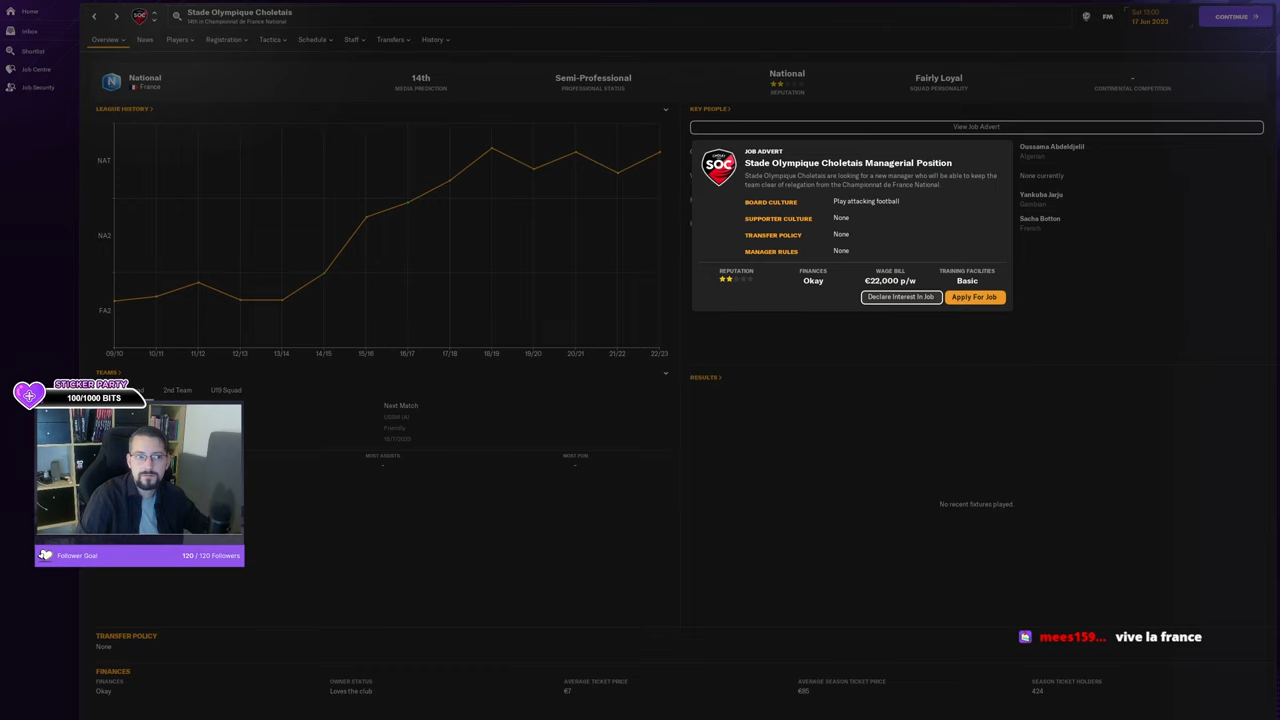 Home
Inbox
Shortlist
Job Centre
Job Security
SOC
Stade Olympique Choletais
14th in Championnat de France National
FM
Sat 12:00
17 Jun 2023
CONTINUE
Overview
News
Players
Registration
Tactics
Schedule
Staff
Transfers
History
N
National
France
14th
MEDIA PREDICTION
Semi-Professional
PROFESSIONAL STATUS
National
REPUTATION
Fairly Loyal
SQUAD PERSONALITY
-
CONTINENTAL COMPETITION
LEAGUE HISTORY
NAT
NA2
FA2
09/10 10/11 11/12 12/13 13/14 14/15 15/16 16/17 17/18 18/19 19/20 20/21 21/22 22/23
KEY PEOPLE
View Job Advert
SOC
JOB ADVERT
Stade Olympique Choletais Managerial Position
Stade Olympique Choletais are looking for a new manager who will be able to keep the
team clear of relegation from the Championnat de France National.
BOARD CULTURE Play attacking football
SUPPORTER CULTURE None
TRANSFER POLICY None
MANAGER RULES None
REPUTATION
FINANCES
Okay
WAGE BILL
€22,000 p/w
TRAINING FACILITIES
Basic
Declare Interest In Job
Apply For Job
Oussama Abdeldjelil
Algerian
None currently
Yankuba Jarju
Gambian
Sacha Botton
French
TEAMS
2nd Team
U19 Squad
Next Match
Friendly
MOST ASSISTS
-
MOST POM
-
RESULTS
No recent fixtures played.
STICKER PARTY
100/1000 BITS
Follower Goal
120 / 120 Followers
mees159... vive la france
TRANSFER POLICY
None
FINANCES
FINANCES
Okay
OWNER STATUS
Loves the club
AVERAGE TICKET PRICE
€7
AVERAGE SEASON TICKET PRICE
€85
SEASON TICKET HOLDERS
424